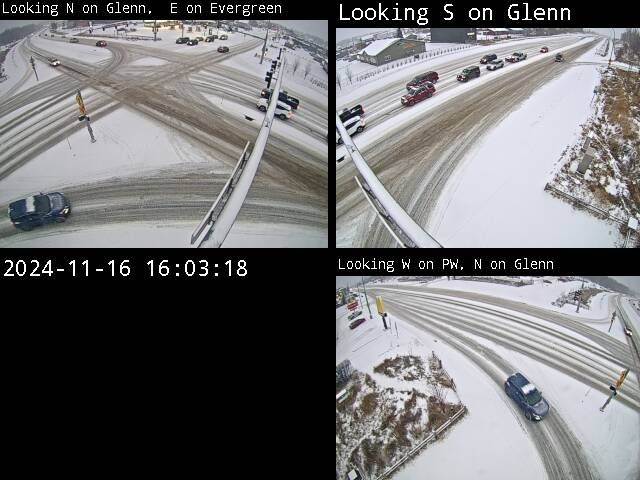 Looking N on Glenn,  E on Evergreen
Looking S on Glenn
2024-11-16 16:03:18
Looking W on PW, N on Glenn